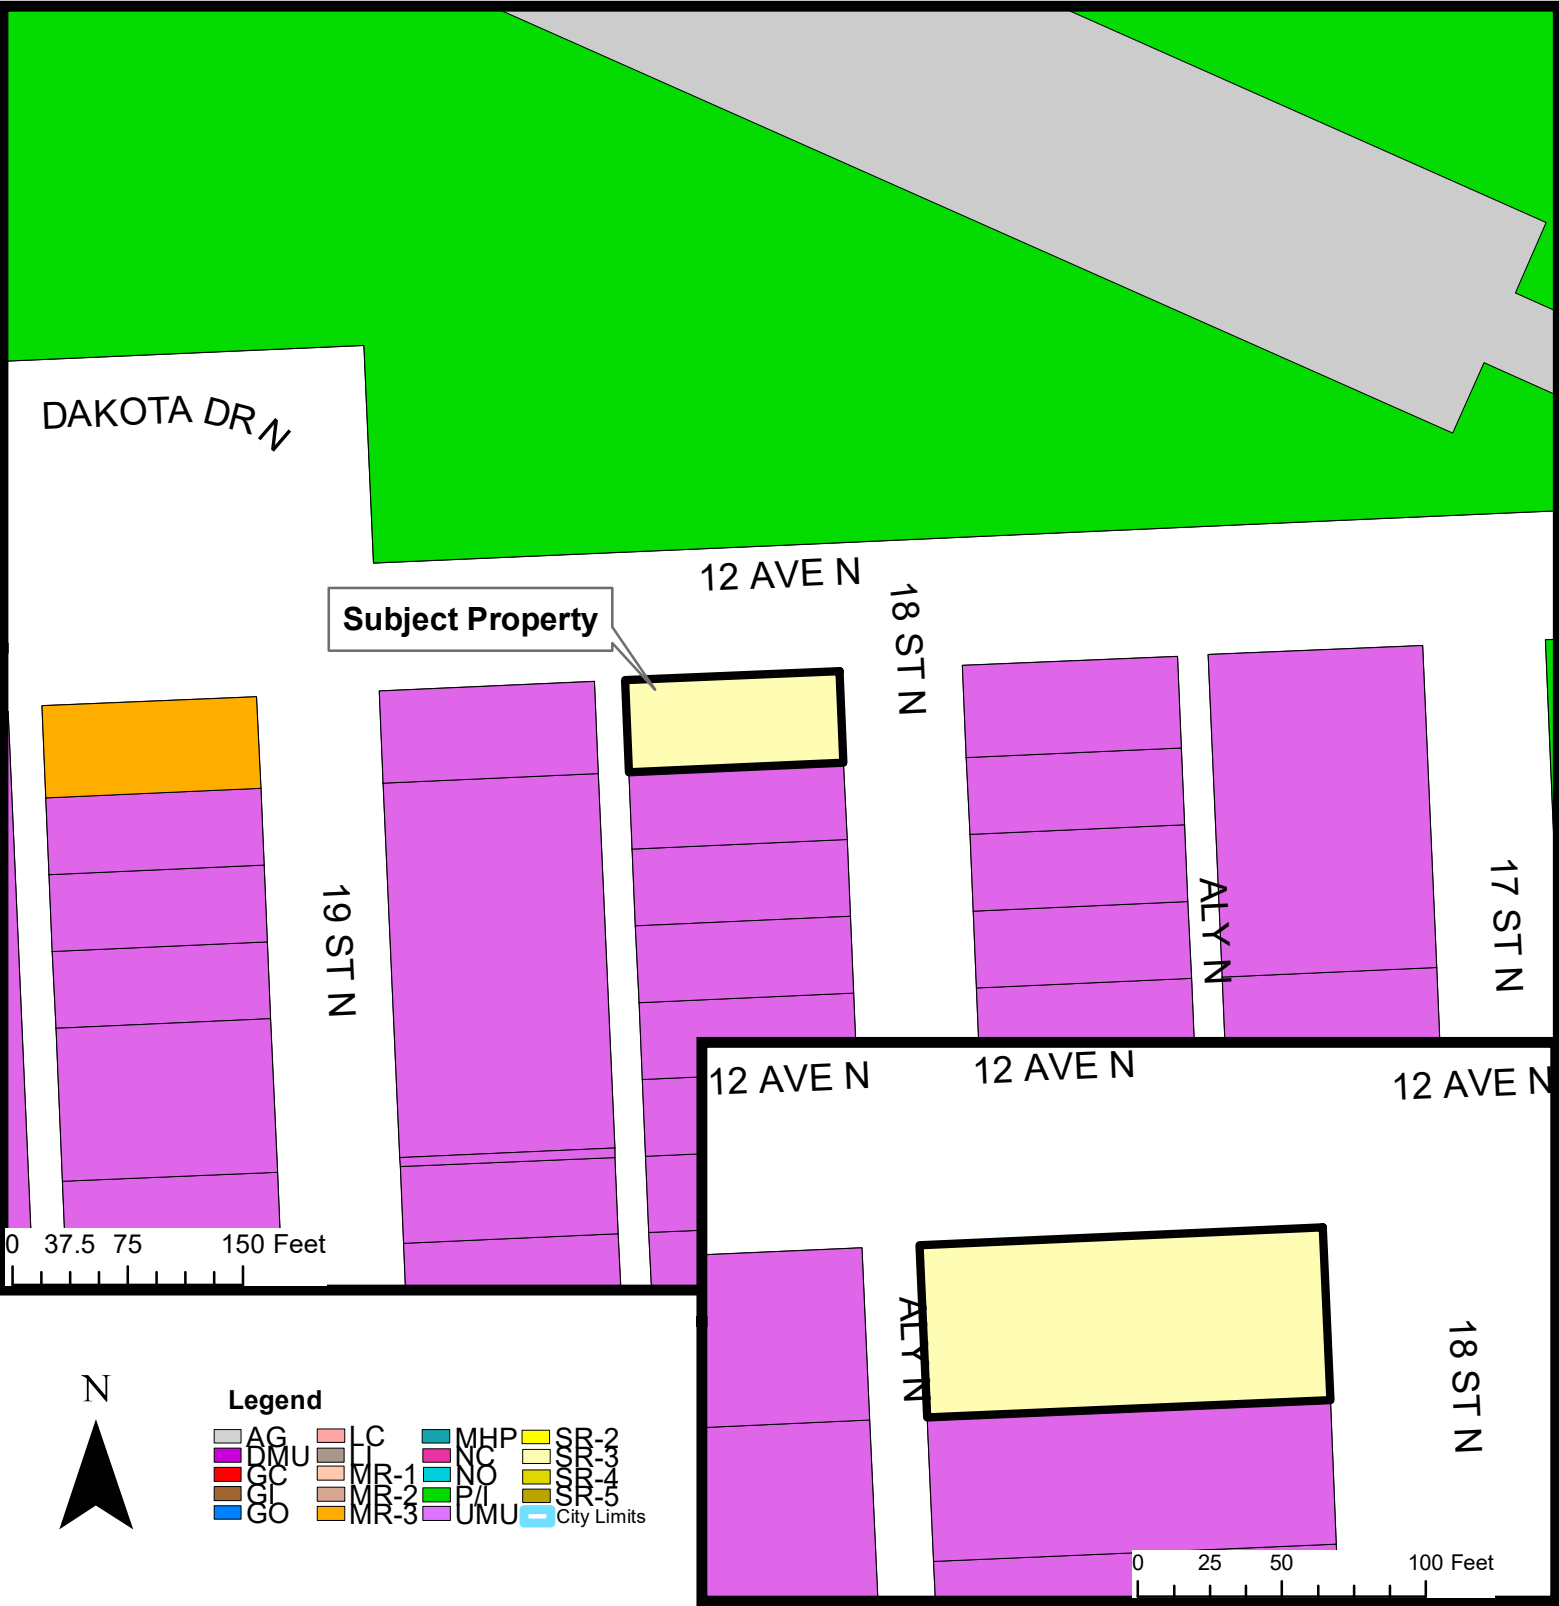 DAKOTA DR N
12 AVE N
18 ST N
Subject Property
19 ST N
ALY N
17 ST N
0 37.5 75 150 Feet
12 AVE N
12 AVE N
12 AVE N
ALY N
18 ST N
0 25 50 100 Feet
N
Legend
AG
DMU
GC
GI
GO
LC
LI
MR-1
MR-2
MR-3
MHP
NC
NO
P/I
UMU
SR-2
SR-3
SR-4
SR-5
City Limits